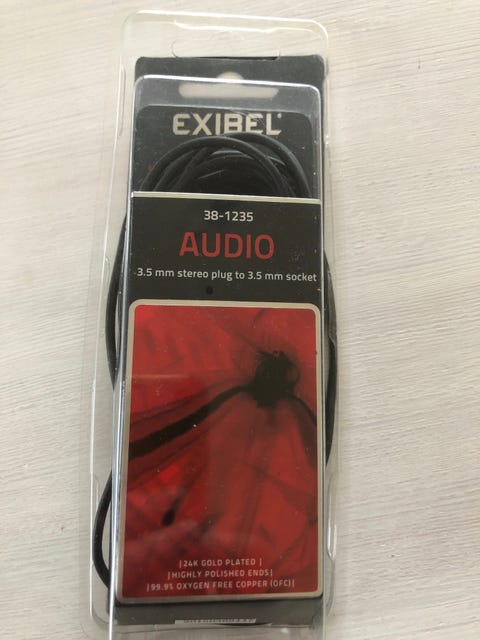 EXIBEL
38-1235
AUDIO
3.5 mm stereo plug to 3.5 mm socket
|24K GOLD PLATED |
|HIGHLY POLISHED ENDS|
|99.9% OXYGEN FREE COPPER (OFC)|